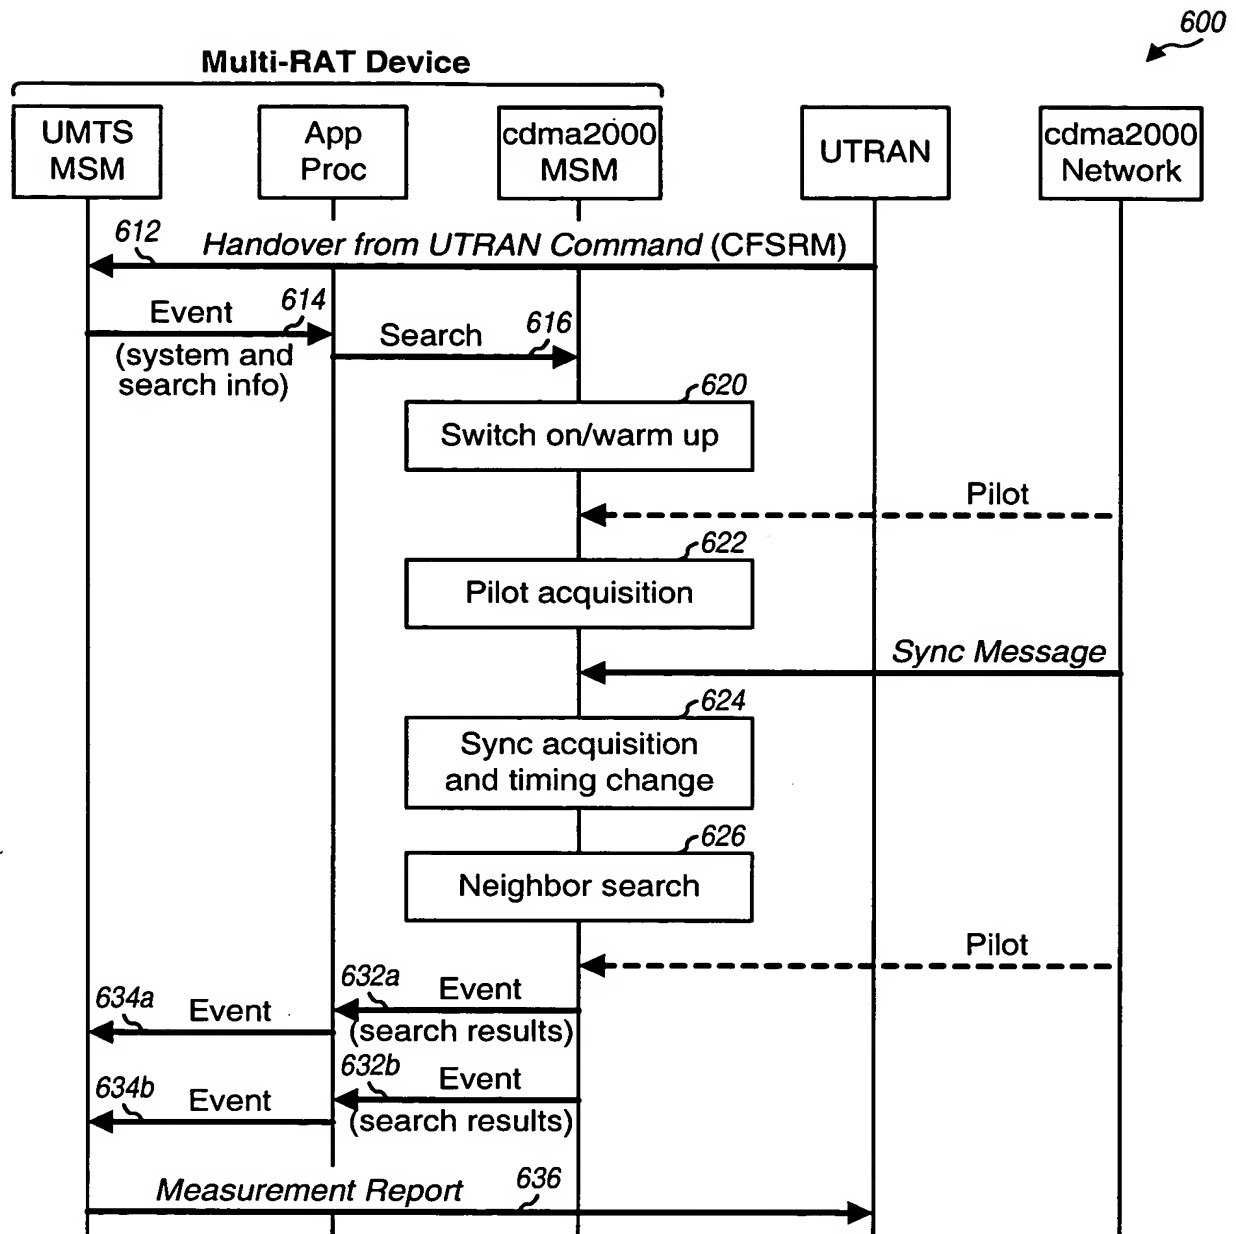 600
Multi-RAT Device
UMTS
MSM
App
Proc
cdma2000
MSM
UTRAN
cdma2000
Network
612
Handover from UTRAN Command (CFSRM)
Event
614
(system and
search info)
Search
616
620
Switch on/warm up
Pilot
622
Pilot acquisition
Sync Message
624
Sync acquisition
and timing change
626
Neighbor search
Pilot
632a
Event
(search results)
634a
Event
632b
Event
(search results)
634b
Event
Measurement Report
636